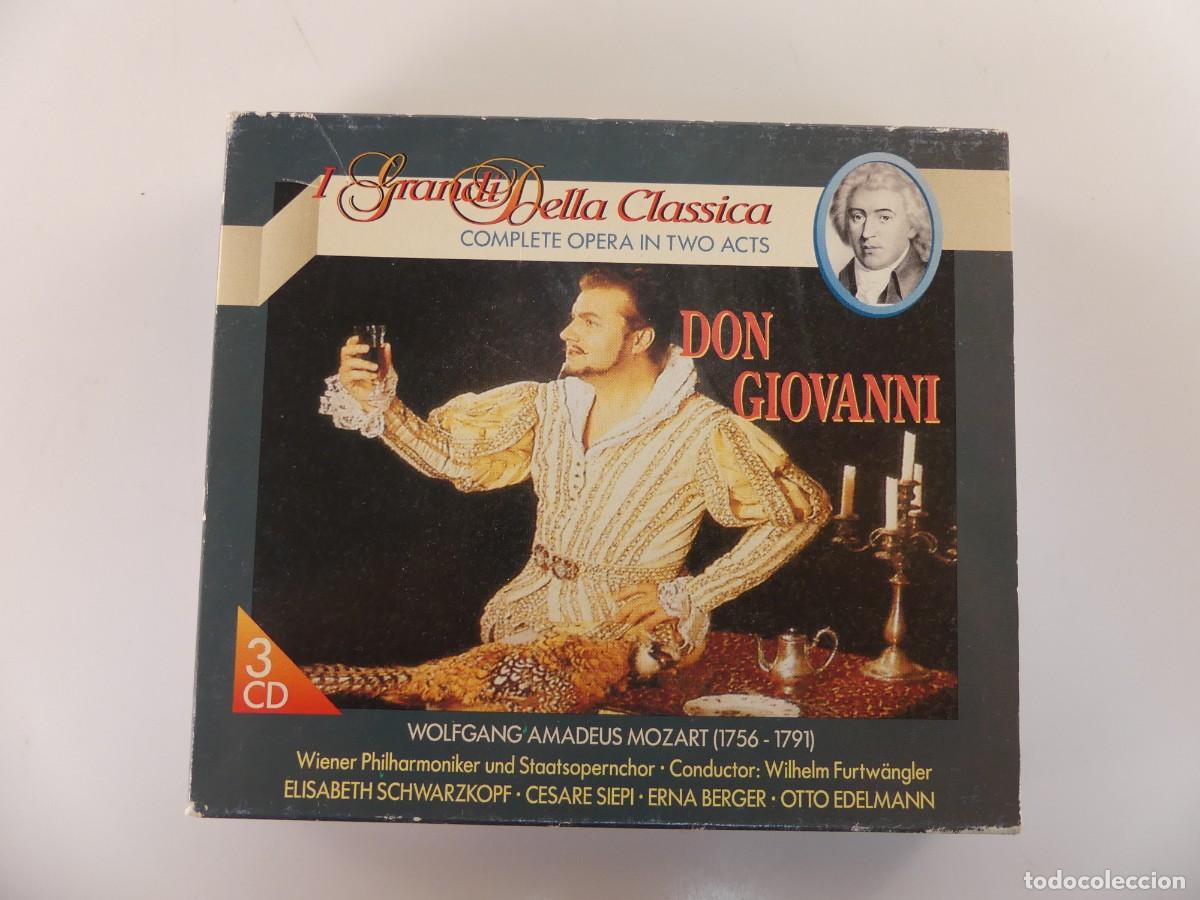 I Grandi Della Classica
COMPLETE OPERA IN TWO ACTS
DON
GIOVANNI
3
CD
WOLFGANG AMADEUS MOZART (1756 - 1791)
Wiener Philharmoniker und Staatsopernchor · Conductor: Wilhelm Furtwängler
ELISABETH SCHWARZKOPF · CESARE SIEPI · ERNA BERGER · OTTO EDELMANN
todocoleccion